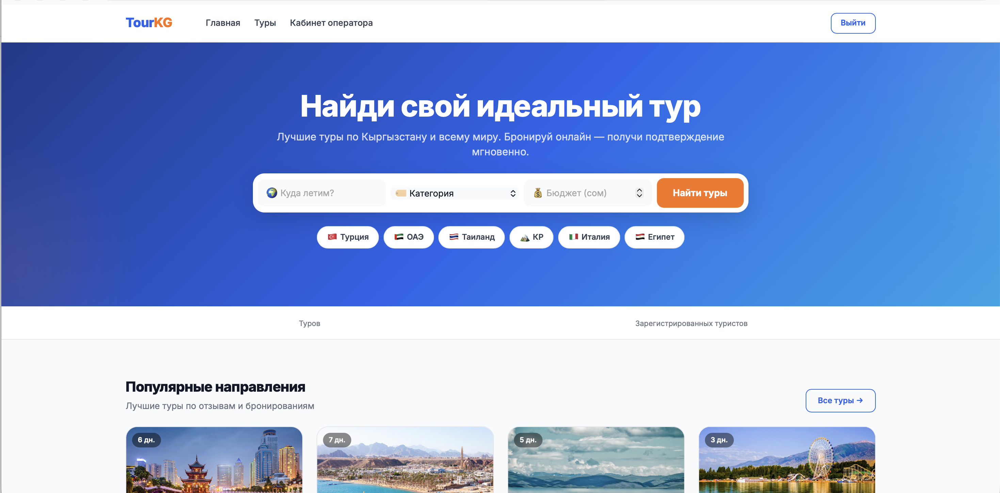 TourKG
Главная
Туры
Кабинет оператора
Выйти
Найди свой идеальный тур
Лучшие туры по Кыргызстану и всему миру. Бронируй онлайн — получи подтверждение
мгновенно.
Куда летим?
Категория
Бюджет (сом)
Найти туры
Турция
ОАЭ
Таиланд
КР
Италия
Египет
Туров
Зарегистрированных туристов
Популярные направления
Лучшие туры по отзывам и бронированиям
Все туры →
6 дн.
7 дн.
5 дн.
3 дн.